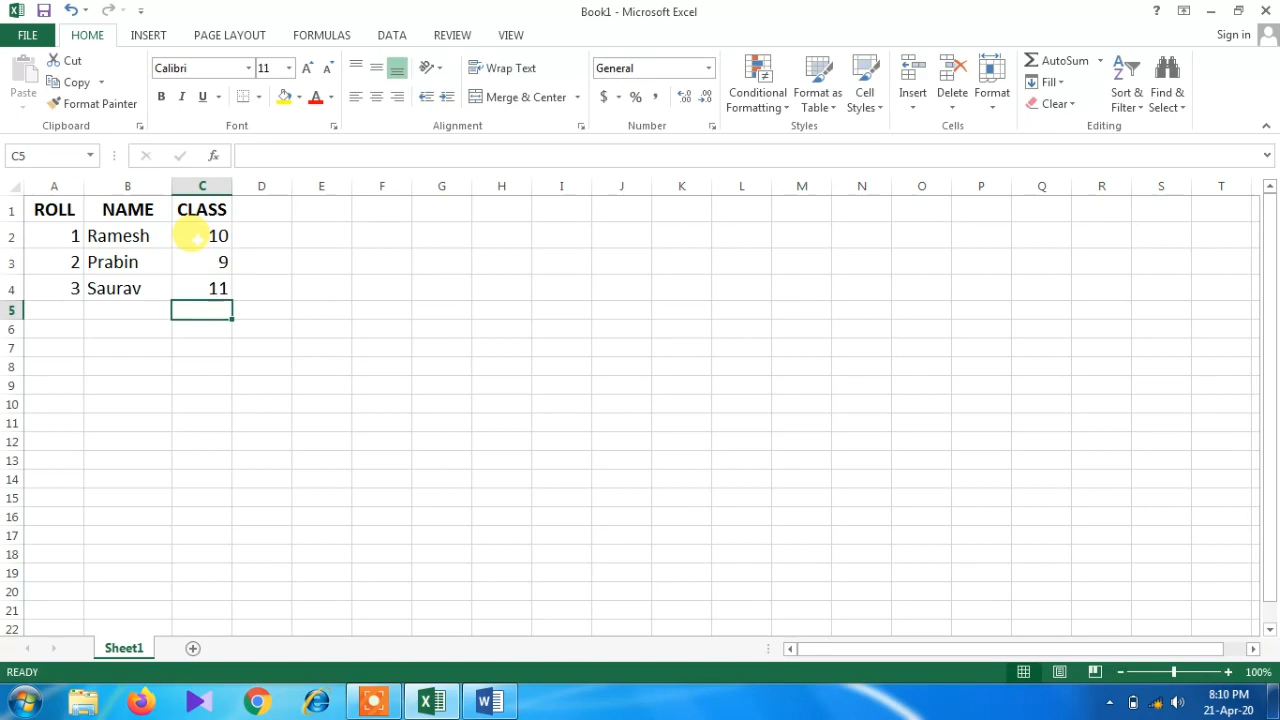 Book1 - Microsoft Excel
?
FILE HOME INSERT PAGE LAYOUT FORMULAS DATA REVIEW VIEW Sign in
Paste
Cut
Copy
Format Painter
Clipboard
Calibri 11 A A
B I U A
Font
Wrap Text
Merge & Center
Alignment
General
$ % ,
Number
Conditional Formatting
Format as Table
Cell Styles
Styles
Insert Delete Format
Cells
AutoSum
Fill
Clear
Sort & Filter
Find & Select
Editing
C5 fx
A B C D E F G H I J K L M N O P Q R S T
1 ROLL NAME CLASS
2 1 Ramesh 10
3 2 Prabin 9
4 3 Saurav 11
5
6
7
8
9
10
11
12
13
14
15
16
17
18
19
20
21
22
Sheet1
READY 100%
8:10 PM
21-Apr-20